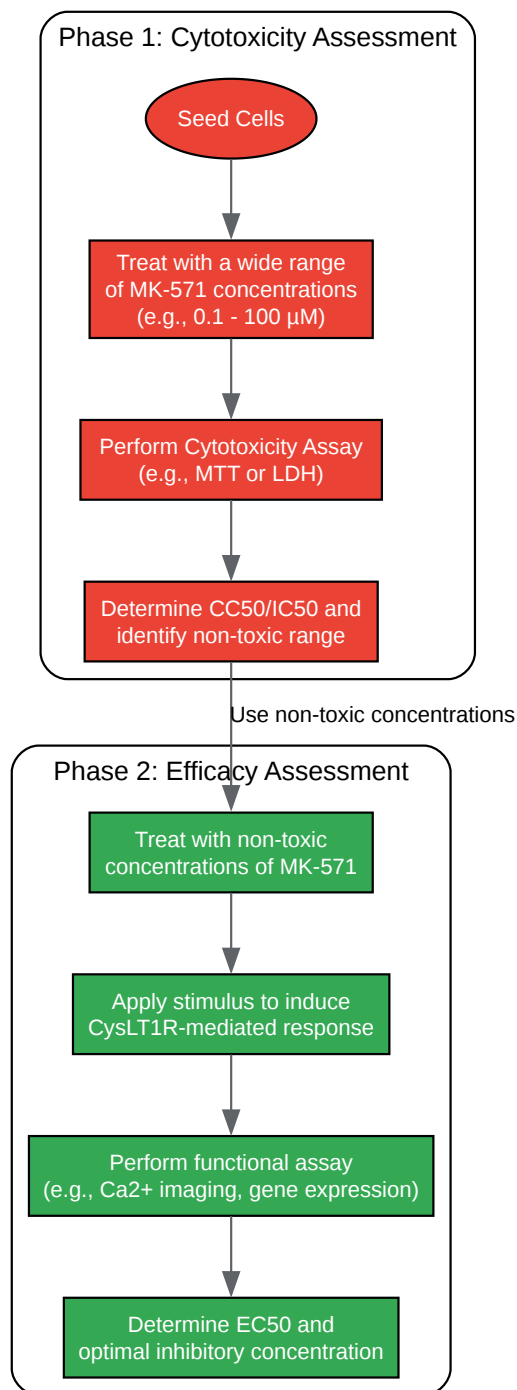 Phase 1: Cytotoxicity Assessment
Seed Cells
Treat with a wide range
of MK-571 concentrations
(e.g., 0.1 - 100 µM)
Perform Cytotoxicity Assay
(e.g., MTT or LDH)
Determine CC50/IC50 and
identify non-toxic range
Use non-toxic concentrations
Phase 2: Efficacy Assessment
Treat with non-toxic
concentrations of MK-571
Apply stimulus to induce
CysLT1R-mediated response
Perform functional assay
(e.g., Ca2+ imaging, gene expression)
Determine EC50 and
optimal inhibitory concentration